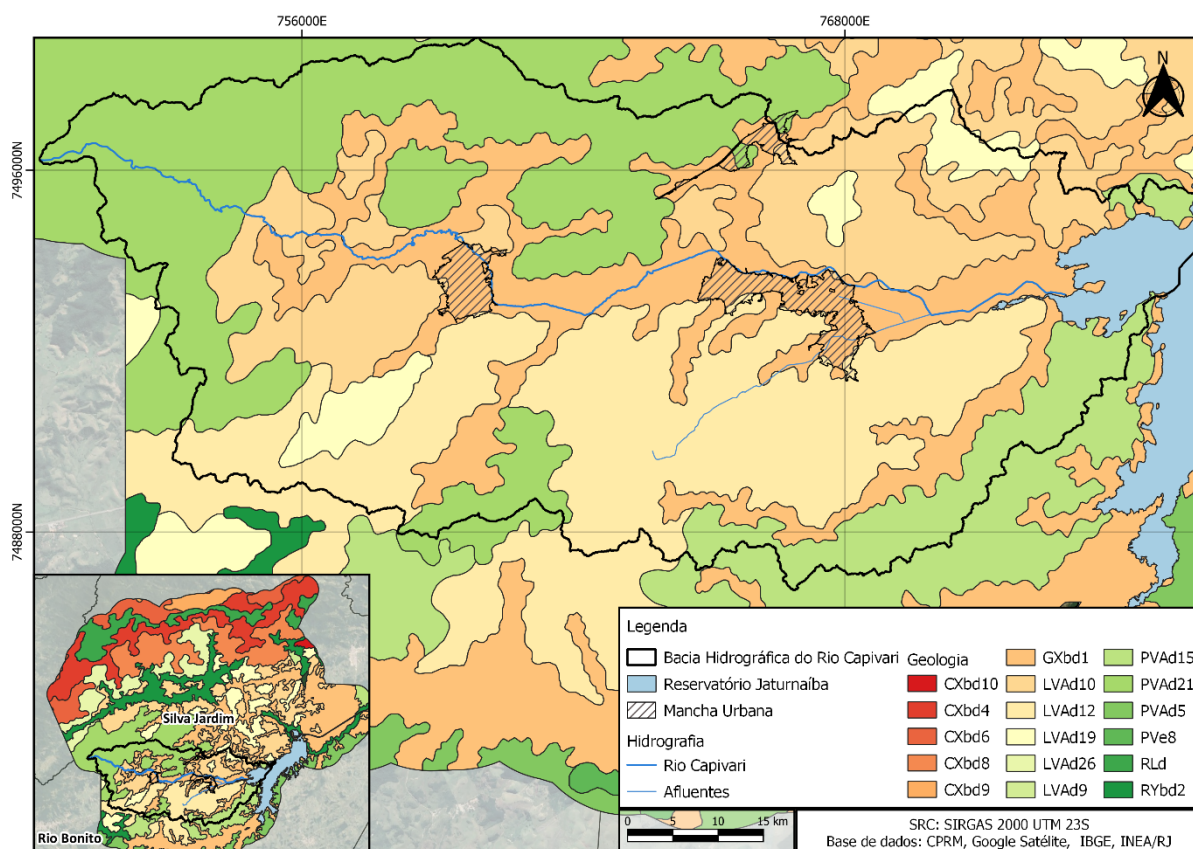 756000E
768000E
N
7496000N
7488000N
Silva Jardim
Rio Bonito
Legenda
Bacia Hidrográfica do Rio Capivari
Reservatório Jaturnaíba
Mancha Urbana
Hidrografia
Rio Capivari
Afluentes
Geologia
CXbd10
CXbd4
CXbd6
CXbd8
CXbd9
GXbd1
LVAd10
LVAd12
LVAd19
LVAd26
LVAd9
PVAd15
PVAd21
PVAd5
PVe8
RLd
RYbd2
0 5 10 15 km
SRC: SIRGAS 2000 UTM 23S
Base de dados: CPRM, Google Satélite, IBGE, INEA/RJ